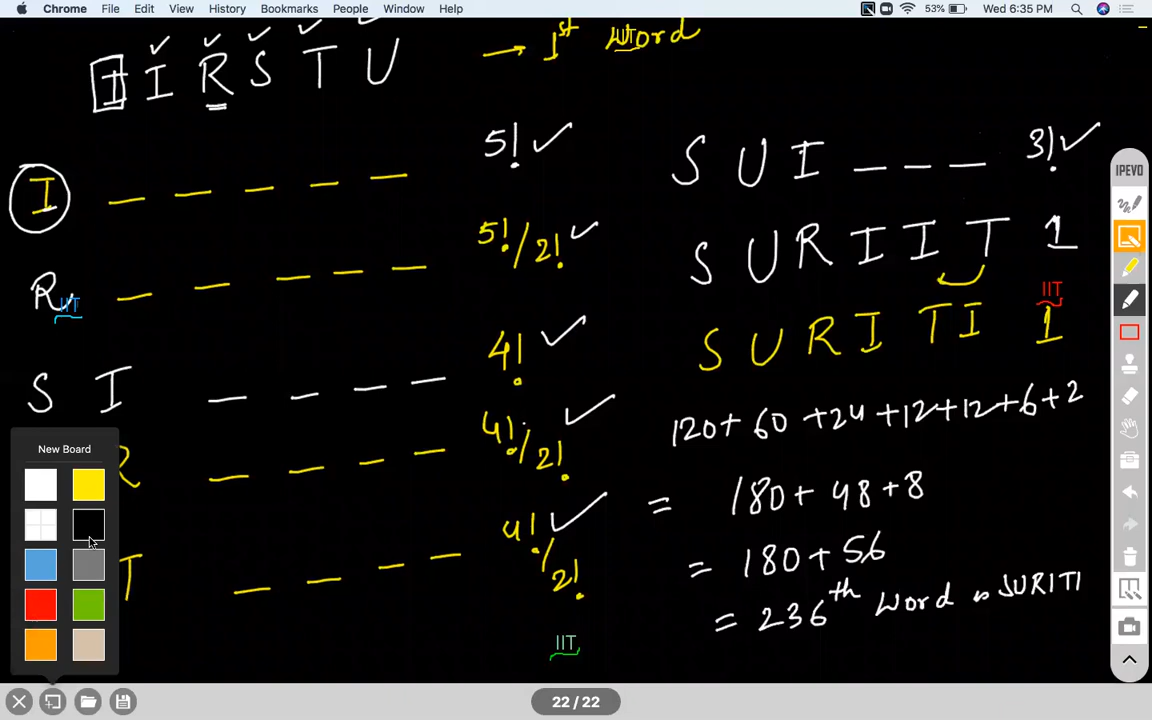 Chrome File Edit View History Bookmarks People Window Help 53% Wed 6:35 PM
I I R S T U → 1st Word
I _ _ _ _ _ 5! ✓
R _ _ _ _ _ 5!/2! ✓
IIT
S I _ _ _ _ 4! ✓
R _ _ _ _ 4!/2! ✓
T _ _ _ _ 4!/2! ✓
IIT
S U I _ _ _ 3! ✓
S U R I I T 1
IIT
S U R I T I 1
120 + 60 + 24 + 12 + 12 + 6 + 2
= 180 + 48 + 8
= 180 + 56
= 236th Word is SURITI
New Board
22 / 22
IPEVO